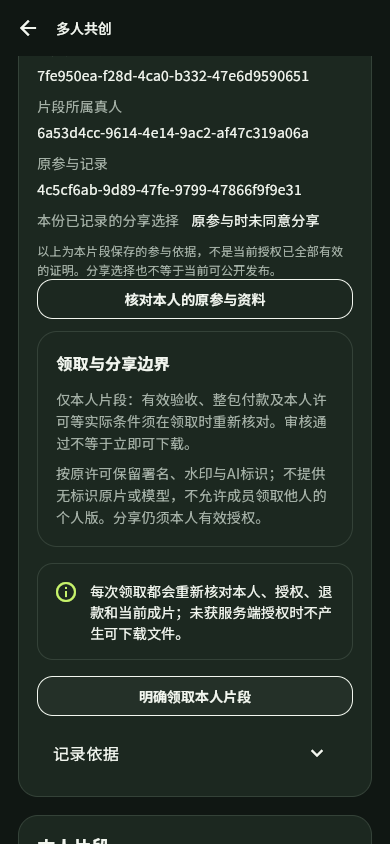 多人共创
7fe950ea-f28d-4ca0-b332-47e6d9590651
片段所属真人
6a53d4cc-9614-4e14-9ac2-af47c319a06a
原参与记录
4c5cf6ab-9d89-47fe-9799-47866f9f9e31
本份已记录的分享选择 原参与时未同意分享
以上为本片段保存的参与依据，不是当前授权已全部有效
的证明。分享选择也不等于当前可公开发布。
核对本人的原参与资料
领取与分享边界
仅本人片段：有效验收、整包付款及本人许
可等实际条件须在领取时重新核对。审核通
过不等于立即可下载。
按原许可保留署名、水印与AI标识；不提供
无标识原片或模型，不允许成员领取他人的
个人版。分享仍须本人有效授权。
每次领取都会重新核对本人、授权、退
款和当前成片；未获服务端授权时不产
生可下载文件。
明确领取本人片段
记录依据